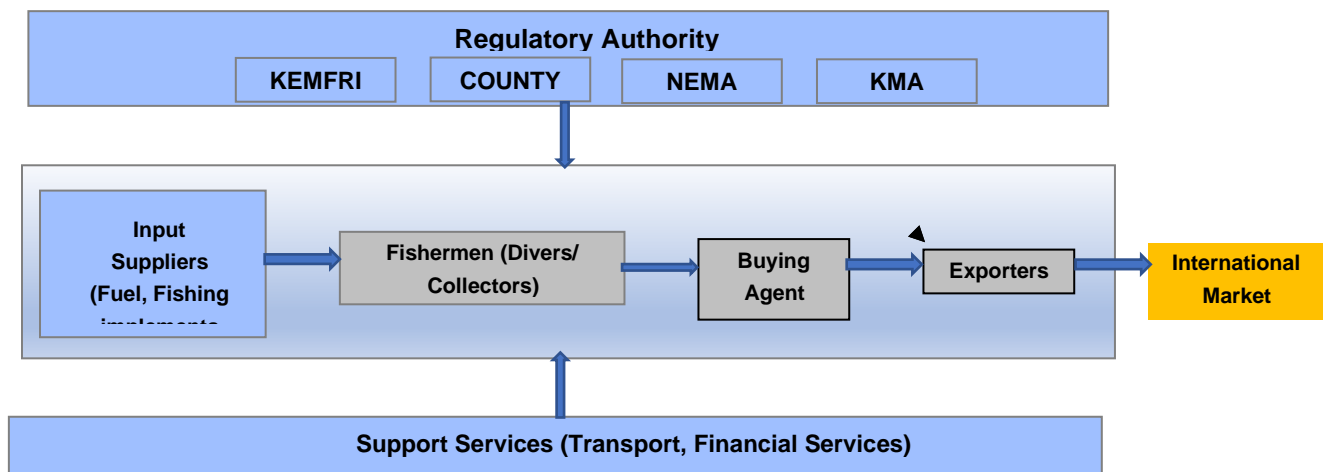 Regulatory Authority
KEMFRI COUNTY NEMA KMA
Input
Suppliers
(Fuel, Fishing
implements
Fishermen (Divers/
Collectors)
Buying
Agent
Exporters
International
Market
Support Services (Transport, Financial Services)